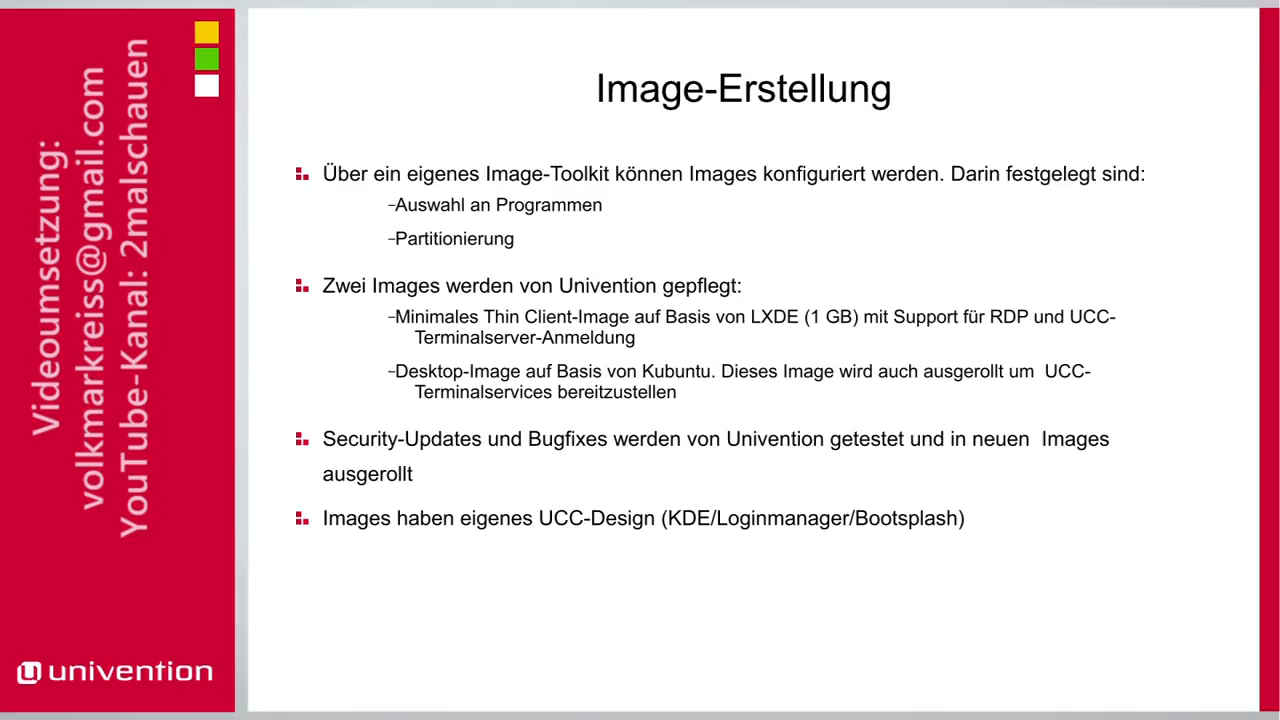 Videoumsetzung:
volkmarkreiss@gmail.com
YouTube-Kanal: 2malschauen
univention
Image-Erstellung
Über ein eigenes Image-Toolkit können Images konfiguriert werden. Darin festgelegt sind:
–Auswahl an Programmen
–Partitionierung
Zwei Images werden von Univention gepflegt:
–Minimales Thin Client-Image auf Basis von LXDE (1 GB) mit Support für RDP und UCC-
Terminalserver-Anmeldung
–Desktop-Image auf Basis von Kubuntu. Dieses Image wird auch ausgerollt um  UCC-
Terminalservices bereitzustellen
Security-Updates und Bugfixes werden von Univention getestet und in neuen  Images
ausgerollt
Images haben eigenes UCC-Design (KDE/Loginmanager/Bootsplash)